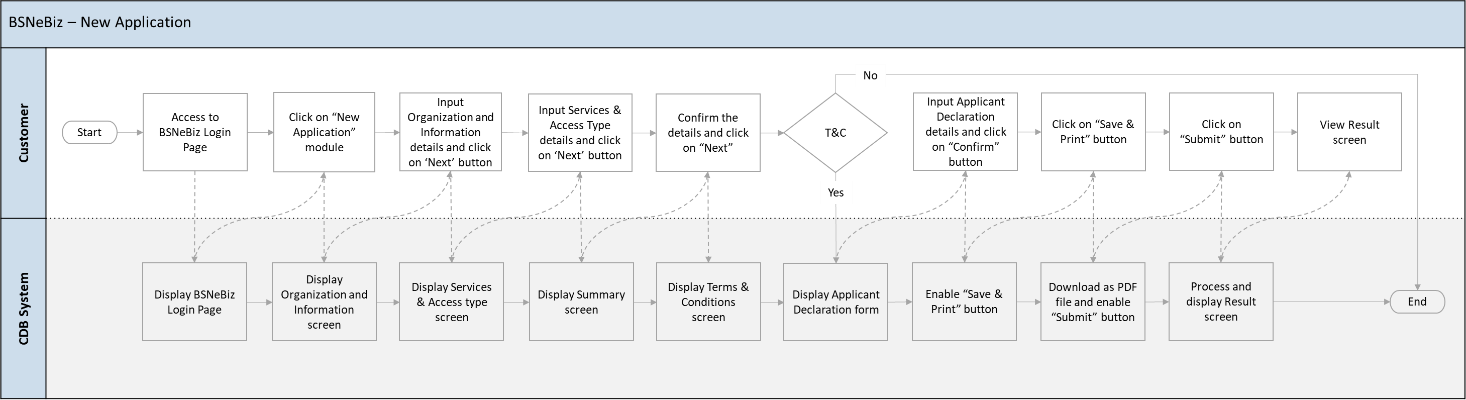 BSNeBiz – New Application
Customer
Start
Access to
BSNeBiz Login
Page
Click on “New
Application”
module
Input
Organization and
Information
details and click
on ‘Next’ button
Input Services &
Access Type
details and click
on ‘Next’ button
Confirm the
details and click
on “Next”
T&C
No
Yes
Input Applicant
Declaration
details and click
on “Confirm”
button
Click on “Save &
Print” button
Click on
“Submit” button
View Result
screen
CDB System
Display BSNeBiz
Login Page
Display
Organization and
Information
screen
Display Services
& Access type
screen
Display Summary
screen
Display Terms &
Conditions
screen
Display Applicant
Declaration form
Enable “Save &
Print” button
Download as PDF
file and enable
“Submit” button
Process and
display Result
screen
End